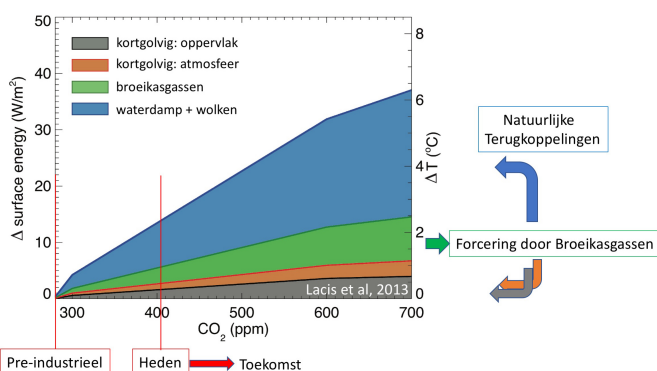 50
40
30
20
10
0
Δ surface energy (W/m²)
kortgolvig: oppervlak
kortgolvig: atmosfeer
broeikasgassen
waterdamp + wolken
8
6
4
2
0
ΔT (°C)
Lacis et al, 2013
300 400 500 600 700
CO₂ (ppm)
Natuurlijke
Terugkoppelingen
Forcering door Broeikasgassen
Pre-industrieel
Heden
Toekomst